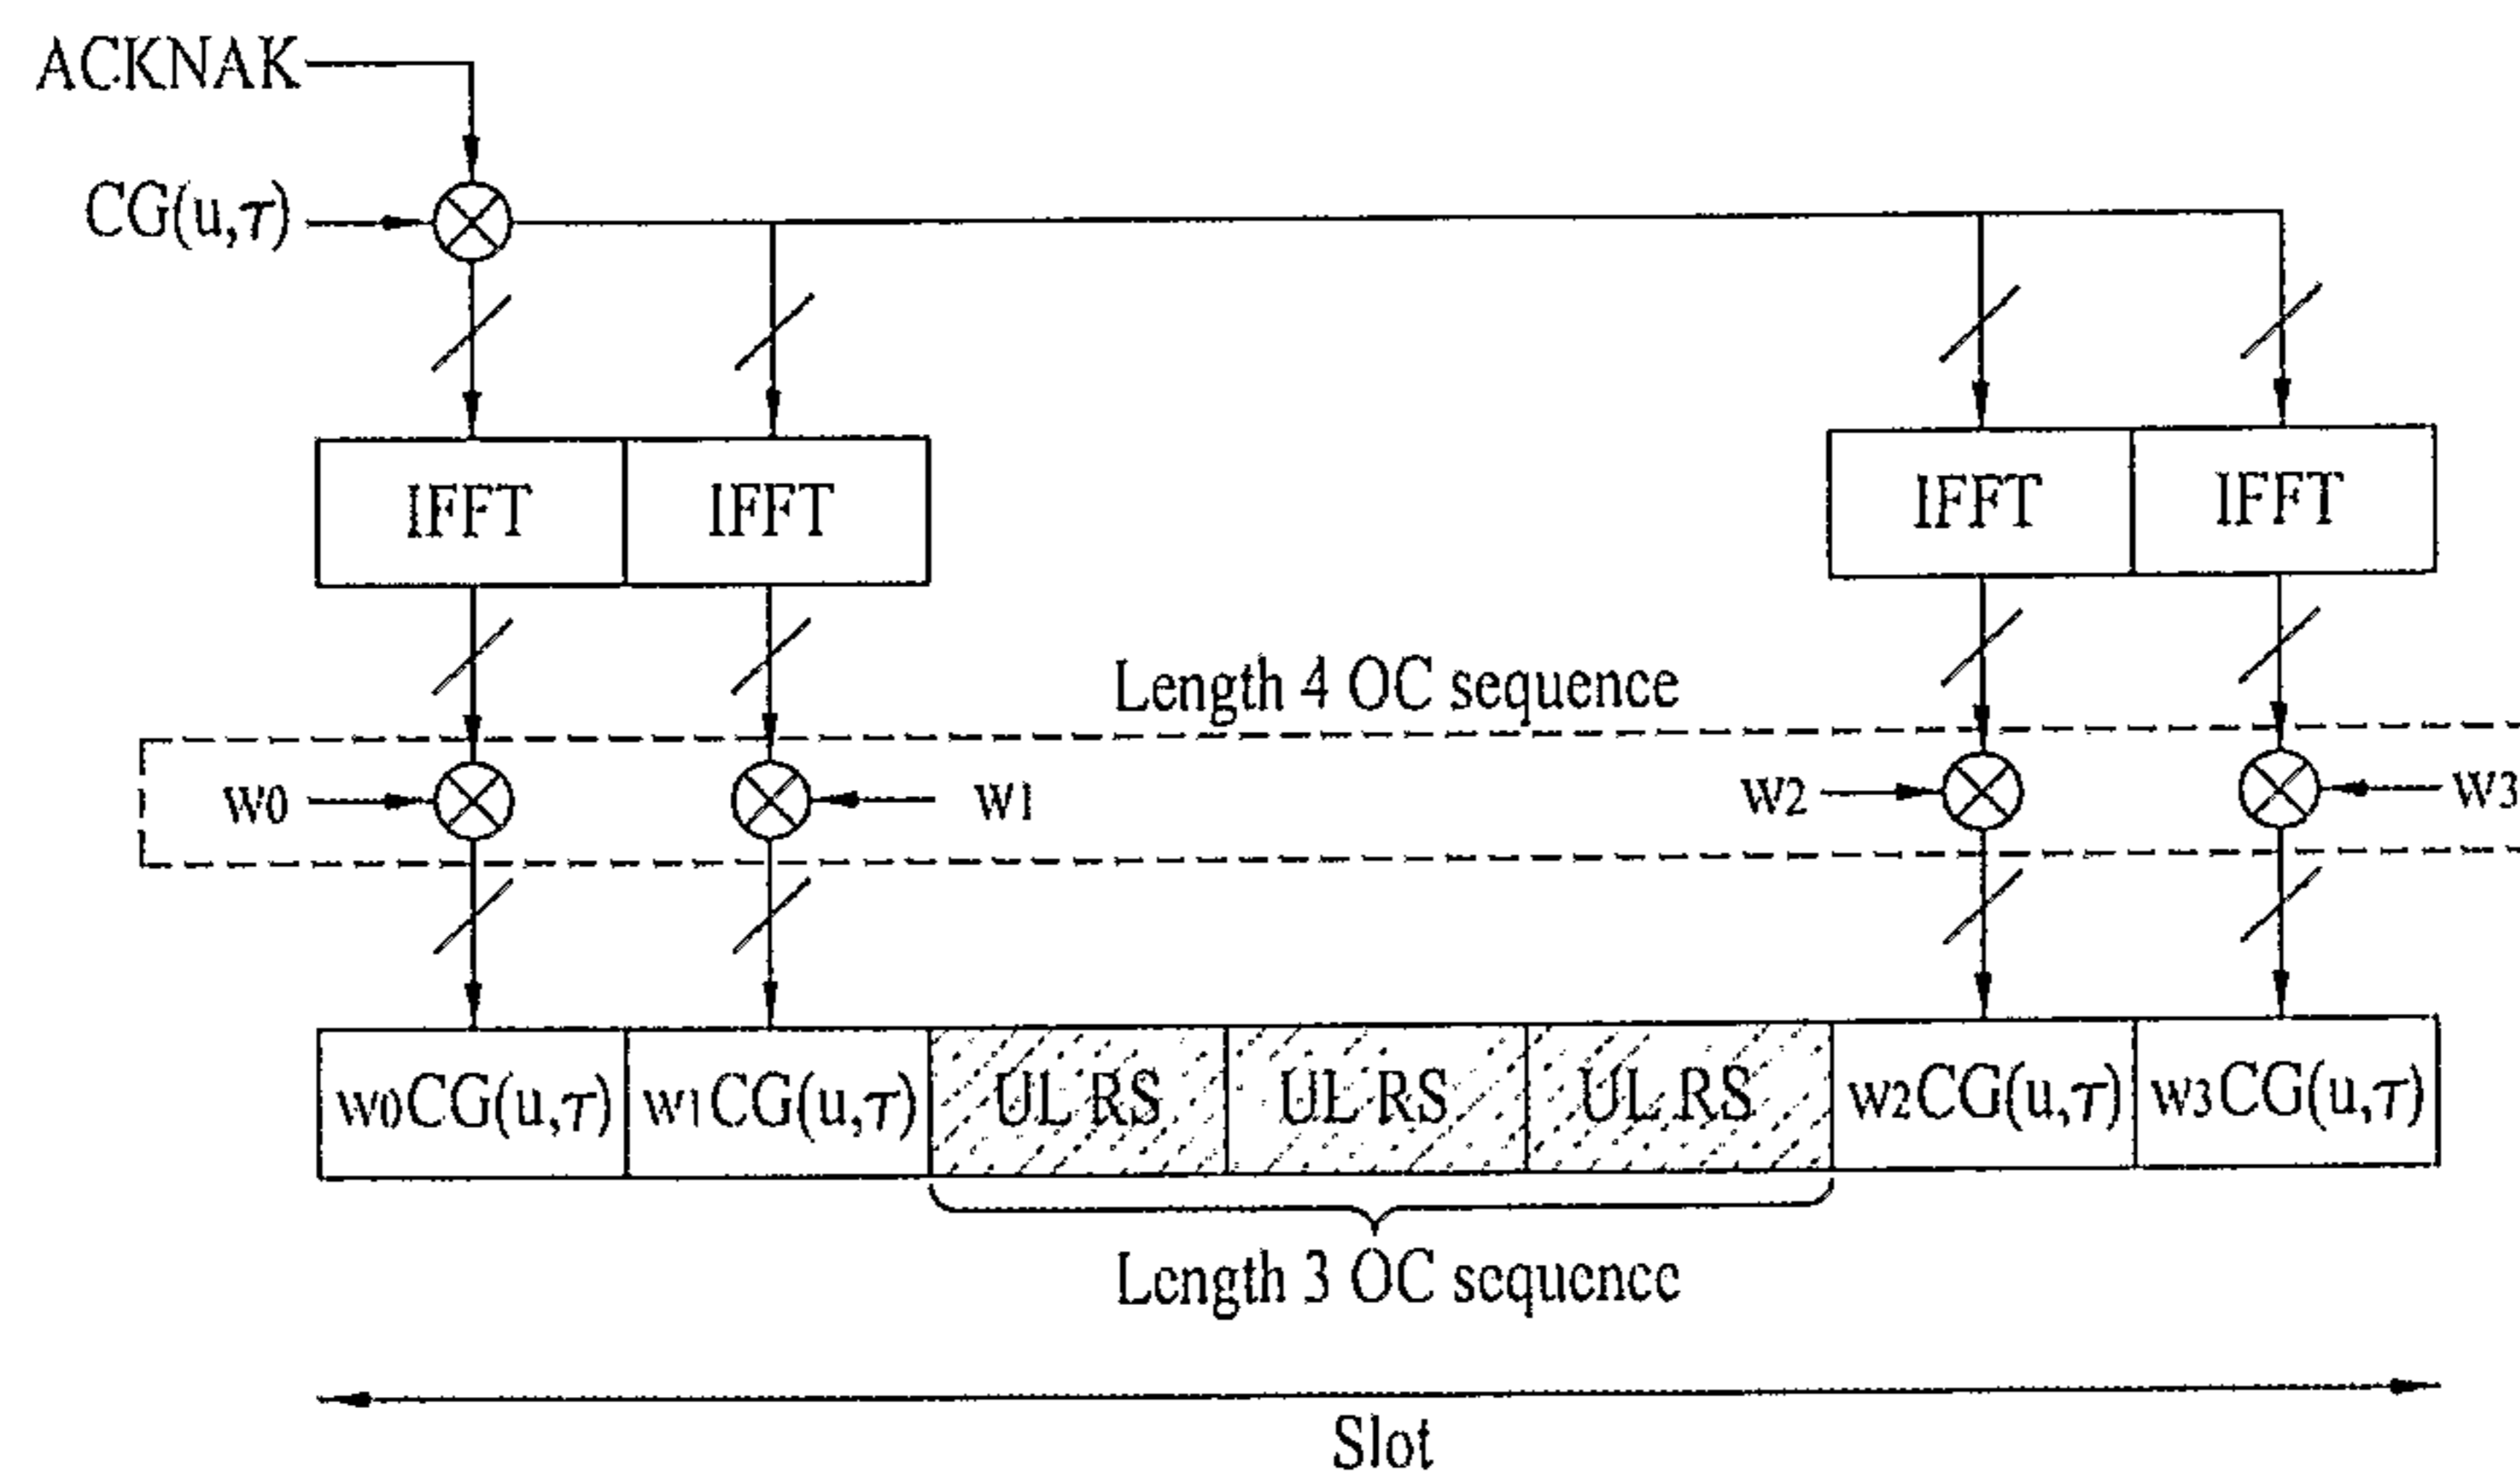 ACKNAK
CG(u,τ)
IFFT IFFT IFFT IFFT
Length 4 OC sequence
w0 w1 w2 w3
w0CG(u,τ) w1CG(u,τ) UL RS UL RS UL RS w2CG(u,τ) w3CG(u,τ)
Length 3 OC sequence
Slot